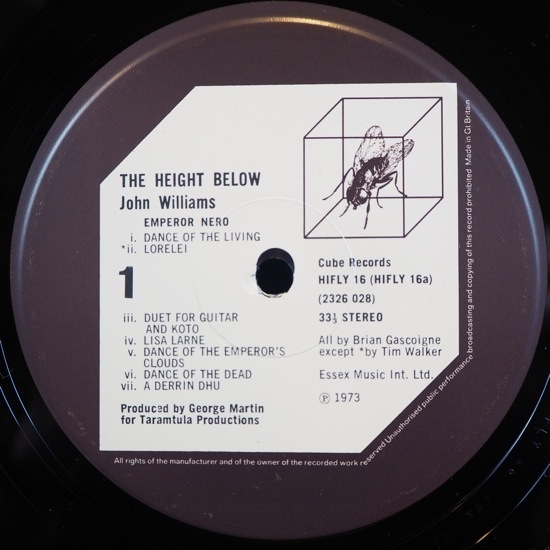 THE HEIGHT BELOW
John Williams
EMPEROR NERO
i. DANCE OF THE LIVING
*ii. LORELEI
1
iii. DUET FOR GUITAR
AND KOTO
iv. LISA LARNE
v. DANCE OF THE EMPEROR'S
CLOUDS
vi. DANCE OF THE DEAD
vii. A DERRIN DHU
Produced by George Martin
for Taramtula Productions
Cube Records
HIFLY 16 (HIFLY 16a)
(2326 028)
33⅓ STEREO
All by Brian Gascoigne
except *by Tim Walker
Essex Music Int. Ltd.
Ⓟ 1973
All rights of the manufacturer and of the owner of the recorded work reserved Unauthorised public performance broadcasting and copying of this record prohibited Made in Gt Britain